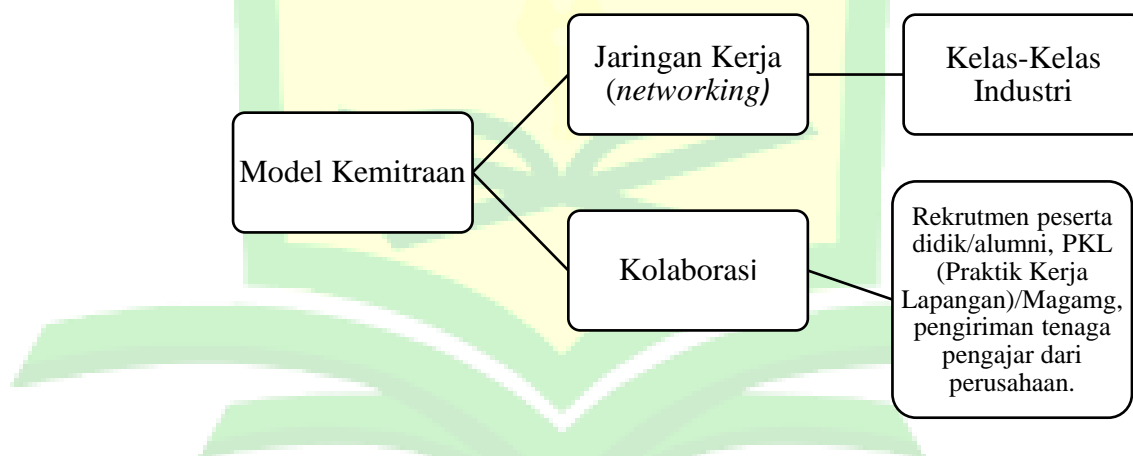 Model Kemitraan
Jaringan Kerja
(networking)
Kelas-Kelas
Industri
Kolaborasi
Rekrutmen peserta
didik/alumni, PKL
(Praktik Kerja
Lapangan)/Magamg,
pengiriman tenaga
pengajar dari
perusahaan.